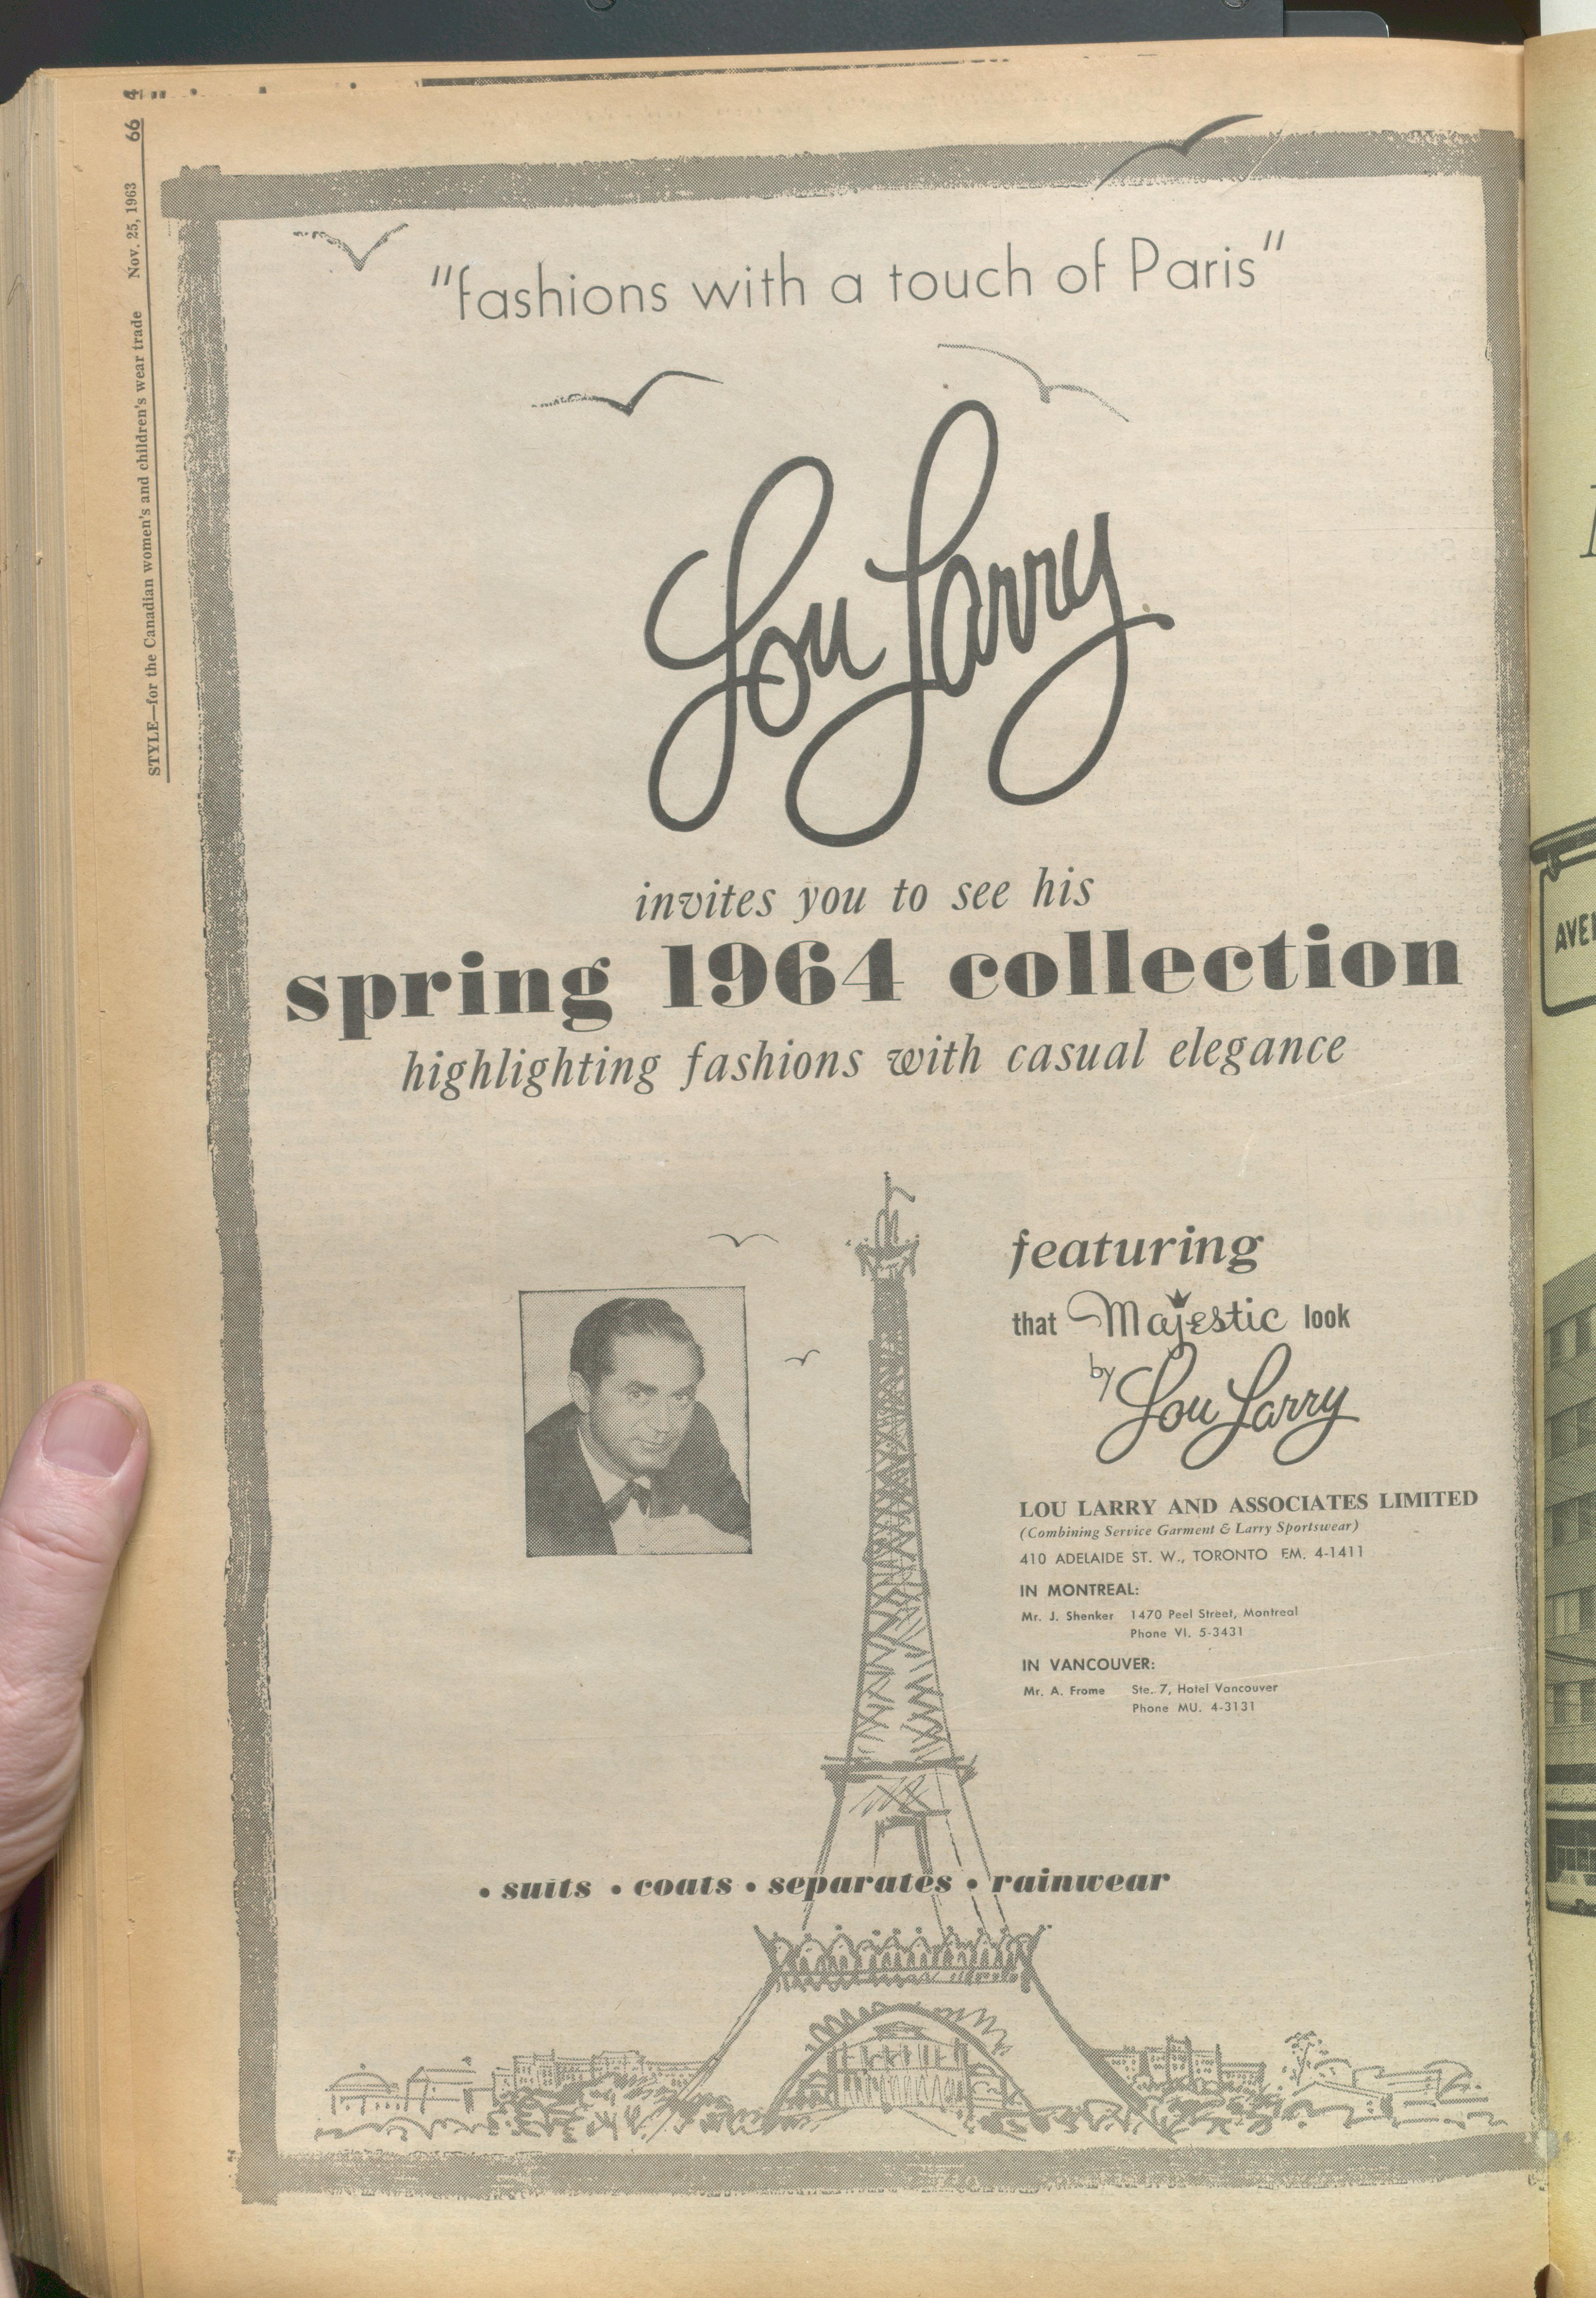 STYLE—for the Canadian women's and children's wear trade Nov. 25, 1963 66
"fashions with a touch of Paris"
Lou Larry
invites you to see his
spring 1964 collection
highlighting fashions with casual elegance
featuring
that Majestic look
by Lou Larry
LOU LARRY AND ASSOCIATES LIMITED
(Combining Service Garment & Larry Sportswear)
410 ADELAIDE ST. W., TORONTO EM. 4-1411
IN MONTREAL:
Mr. J. Shenker 1470 Peel Street, Montreal
Phone VI. 5-3431
IN VANCOUVER:
Mr. A. Frome Ste. 7, Hotel Vancouver
Phone MU. 4-3131
• suits • coats • separates • rainwear